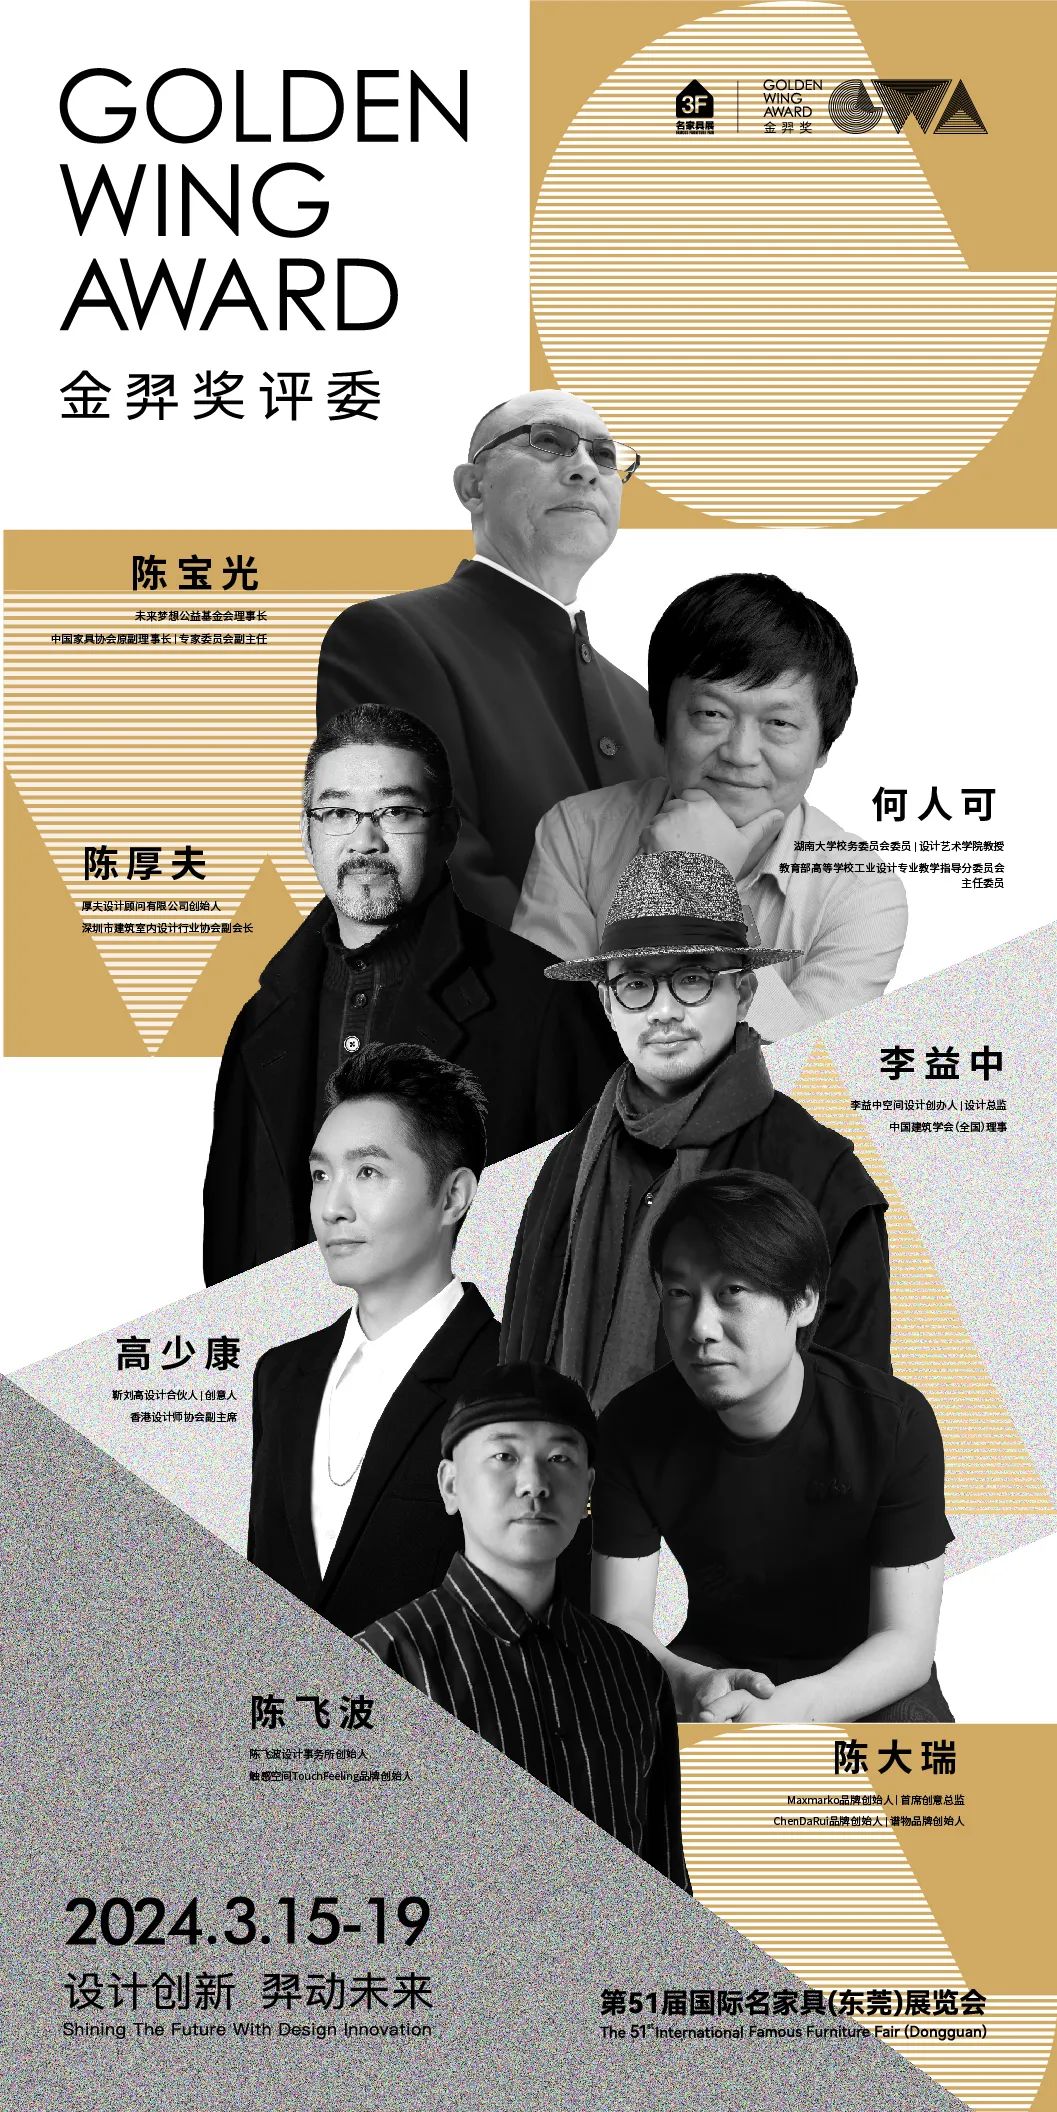 GOLDEN
WING
AWARD
金羿奖评委
3F
名家具展
FAMOUS FURNITURE FAIR
GOLDEN
WING
AWARD
金羿奖
GWA
陈宝光
未来梦想公益基金会理事长
中国家具协会原副理事长 | 专家委员会副主任
何人可
湖南大学校务委员会委员 | 设计艺术学院教授
教育部高等学校工业设计专业教学指导分委员会
主任委员
陈厚夫
厚夫设计顾问有限公司创始人
深圳市建筑室内设计行业协会副会长
李益中
李益中空间设计创办人 | 设计总监
中国建筑学会(全国)理事
高少康
靳刘高设计合伙人 | 创意人
香港设计师协会副主席
陈飞波
陈飞波设计事务所创始人
触感空间TouchFeeling品牌创始人
陈大瑞
Maxmarko品牌创始人 | 首席创意总监
ChenDaRui品牌创始人 | 谱物品牌创始人
2024.3.15-19
设计创新 羿动未来
Shining The Future With Design Innovation
第51届国际名家具(东莞)展览会
The 51st International Famous Furniture Fair (Dongguan)